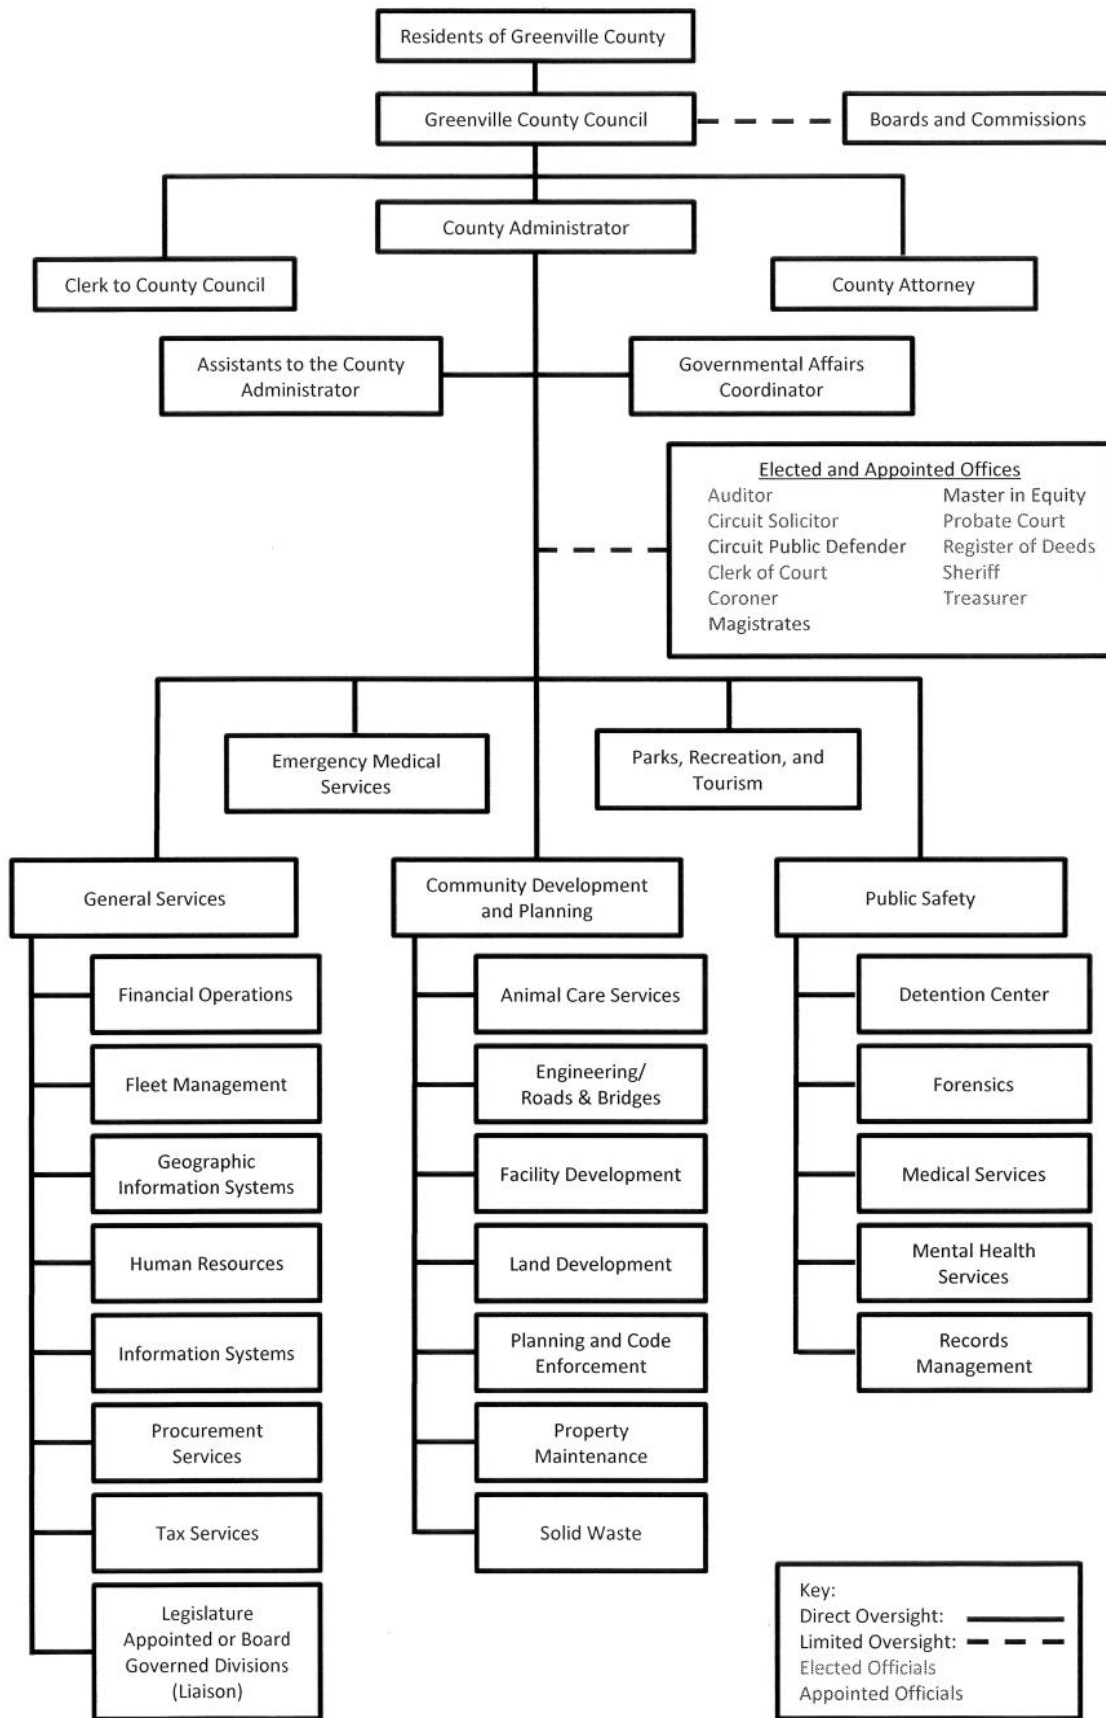 Residents of Greenville County
Greenville County Council
Boards and Commissions
County Administrator
Clerk to County Council
County Attorney
Assistants to the County
Administrator
Governmental Affairs
Coordinator
Elected and Appointed Offices
Auditor
Master in Equity
Circuit Solicitor
Probate Court
Circuit Public Defender
Register of Deeds
Clerk of Court
Sheriff
Coroner
Treasurer
Magistrates
Emergency Medical
Services
Parks, Recreation, and
Tourism
General Services
Community Development
and Planning
Public Safety
Financial Operations
Fleet Management
Geographic
Information Systems
Human Resources
Information Systems
Procurement
Services
Tax Services
Legislature
Appointed or Board
Governed Divisions
(Liaison)
Animal Care Services
Engineering/
Roads & Bridges
Facility Development
Land Development
Planning and Code
Enforcement
Property
Maintenance
Solid Waste
Detention Center
Forensics
Medical Services
Mental Health
Services
Records
Management
Key:
Direct Oversight:
Limited Oversight:
Elected Officials
Appointed Officials